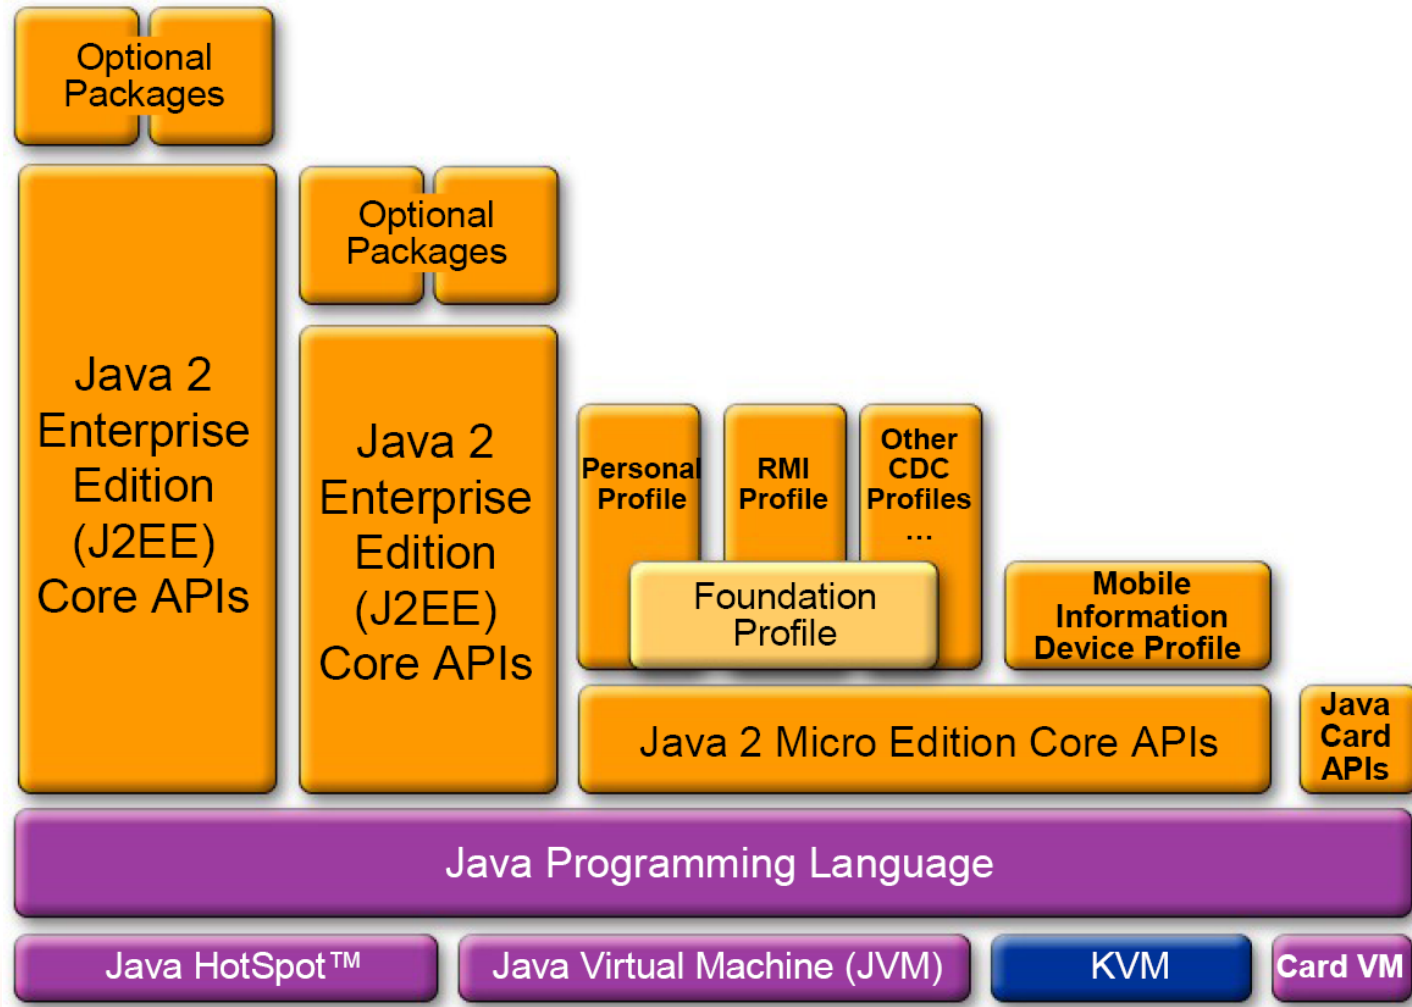 Optional
Packages
Optional
Packages
Java 2
Enterprise
Edition
(J2EE)
Core APIs
Java 2
Enterprise
Edition
(J2EE)
Core APIs
Personal
Profile
RMI
Profile
Other
CDC
Profiles
...
Foundation
Profile
Mobile
Information
Device Profile
Java 2 Micro Edition Core APIs
Java
Card
APIs
Java Programming Language
Java HotSpot™
Java Virtual Machine (JVM)
KVM
Card VM